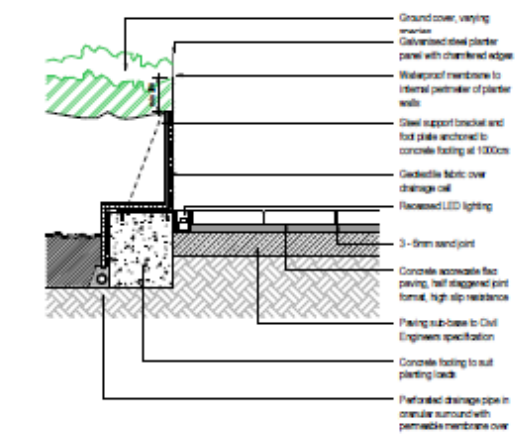 Ground cover, varying
species
Galvanised steel planter
panel with chamfered edges
Waterproof membrane to
internal perimeter of planter
walls
Steel support bracket and
foot plate anchored to
concrete footing at 1000cm
Geotextile fabric over
drainage cell
Recessed LED lighting
3 - 5mm sand joint
Concrete aggregate flag
paving, half staggered joint
format, high slip resistance
Paving sub-base to Civil
Engineers specification
Concrete footing to suit
planting loads
Perforated drainage pipe in
granular surround with
permeable membrane over